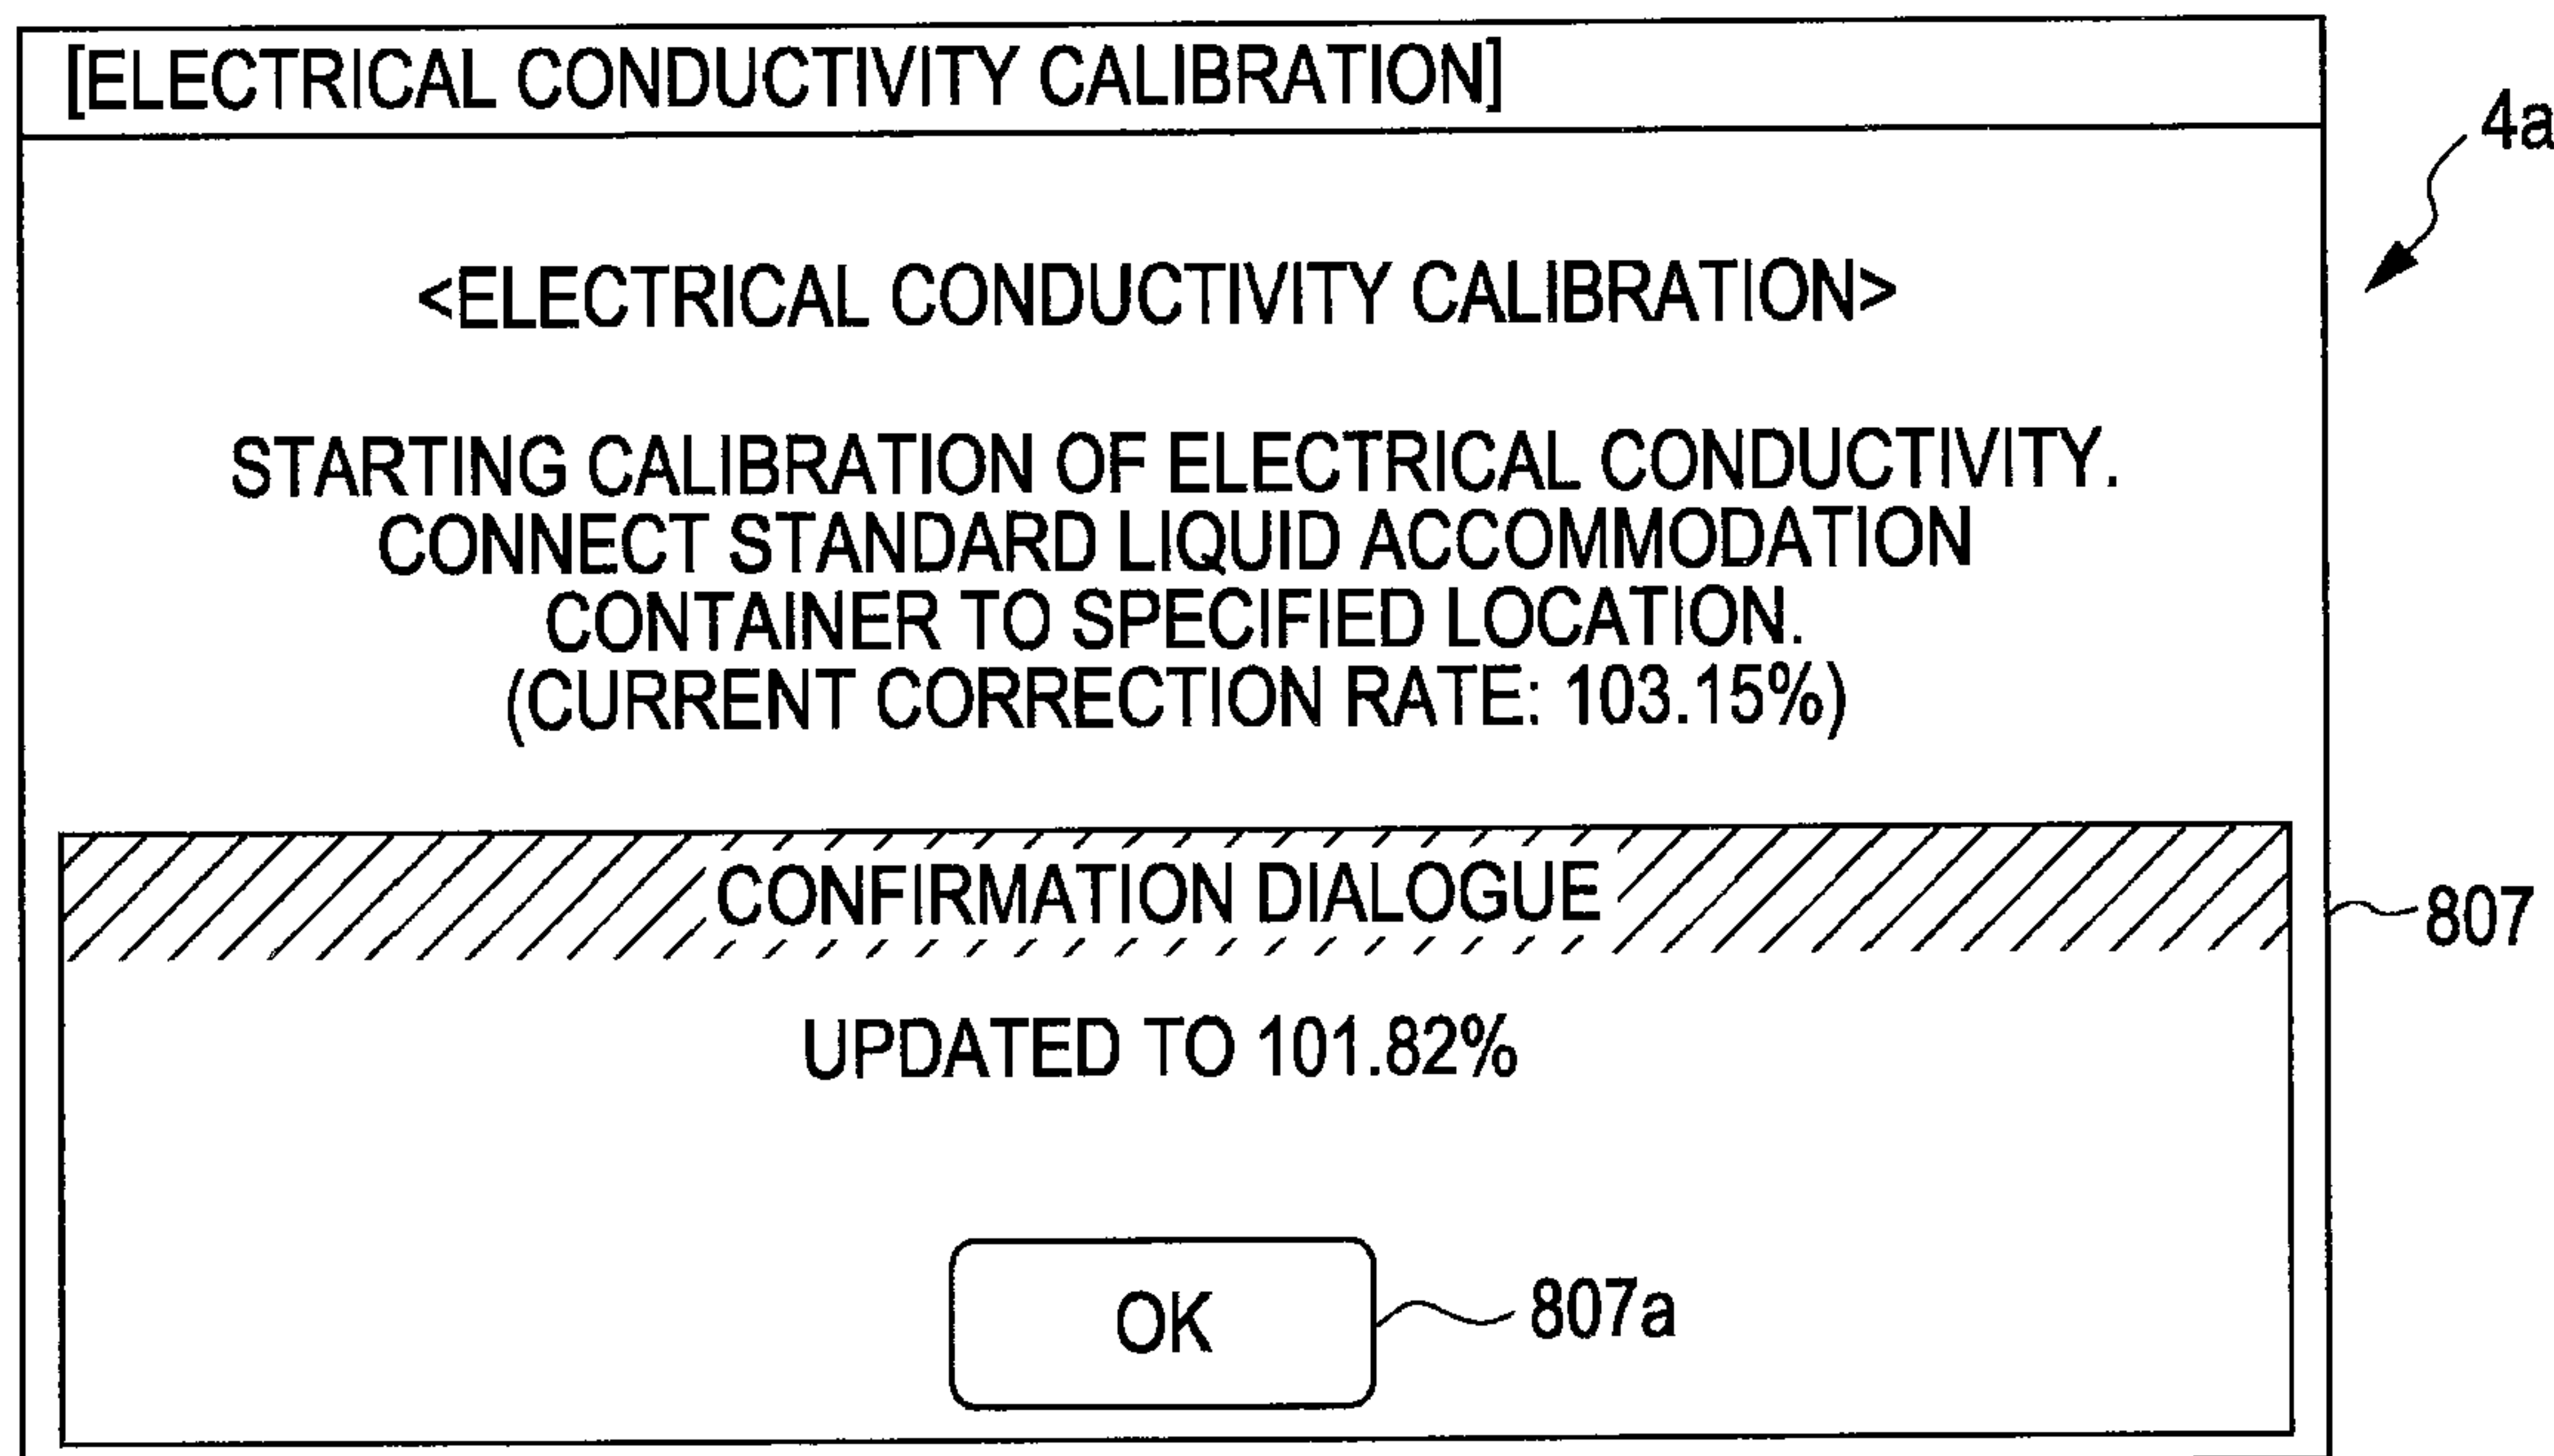 [ELECTRICAL CONDUCTIVITY CALIBRATION]
4a
<ELECTRICAL CONDUCTIVITY CALIBRATION>
STARTING CALIBRATION OF ELECTRICAL CONDUCTIVITY.
CONNECT STANDARD LIQUID ACCOMMODATION
CONTAINER TO SPECIFIED LOCATION.
(CURRENT CORRECTION RATE: 103.15%)
CONFIRMATION DIALOGUE
807
UPDATED TO 101.82%
OK
807a